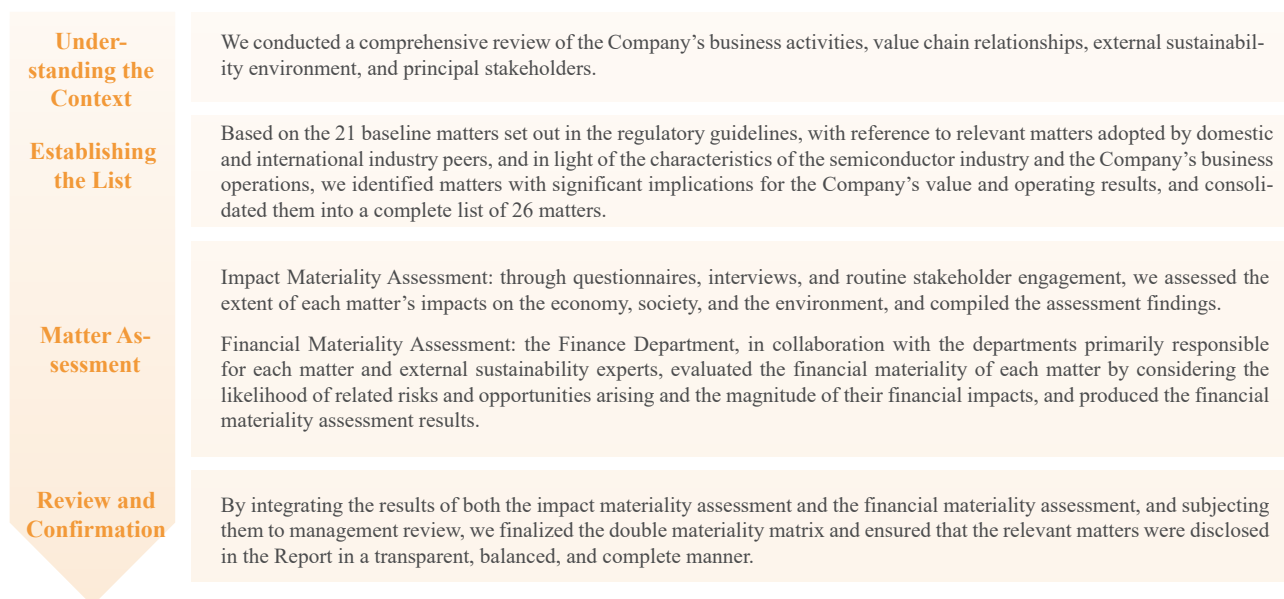 Under-
standing the
Context
We conducted a comprehensive review of the Company's business activities, value chain relationships, external sustainabil-
ity environment, and principal stakeholders.
Establishing
the List
Based on the 21 baseline matters set out in the regulatory guidelines, with reference to relevant matters adopted by domestic
and international industry peers, and in light of the characteristics of the semiconductor industry and the Company's business
operations, we identified matters with significant implications for the Company's value and operating results, and consoli-
dated them into a complete list of 26 matters.
Matter As-
sessment
Impact Materiality Assessment: through questionnaires, interviews, and routine stakeholder engagement, we assessed the
extent of each matter's impacts on the economy, society, and the environment, and compiled the assessment findings.
Financial Materiality Assessment: the Finance Department, in collaboration with the departments primarily responsible
for each matter and external sustainability experts, evaluated the financial materiality of each matter by considering the
likelihood of related risks and opportunities arising and the magnitude of their financial impacts, and produced the financial
materiality assessment results.
Review and
Confirmation
By integrating the results of both the impact materiality assessment and the financial materiality assessment, and subjecting
them to management review, we finalized the double materiality matrix and ensured that the relevant matters were disclosed
in the Report in a transparent, balanced, and complete manner.